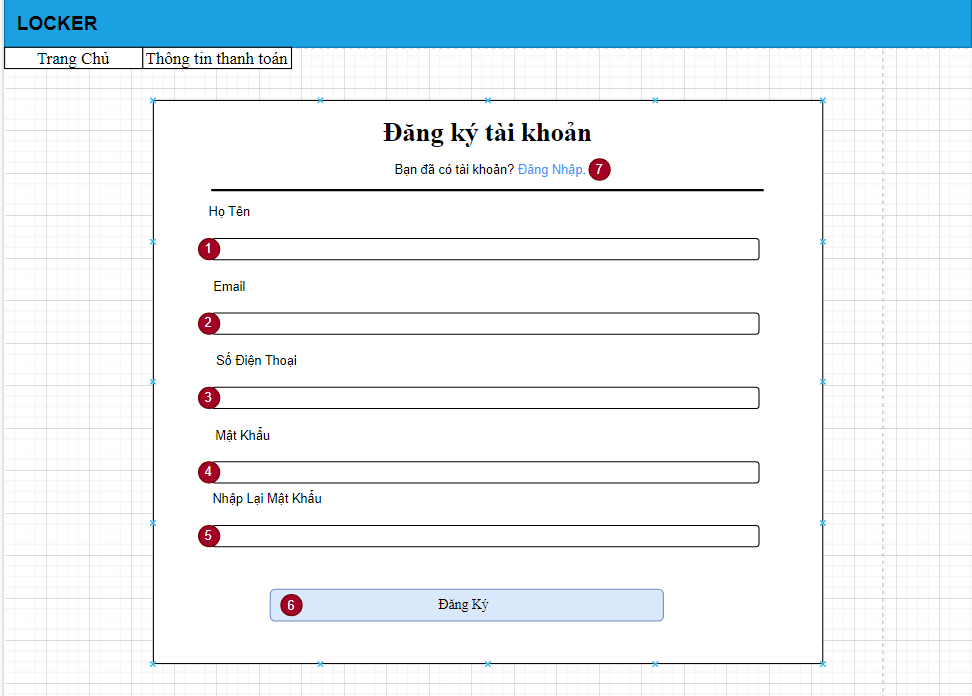 LOCKER
Trang Chủ Thông tin thanh toán
Đăng ký tài khoản
Bạn đã có tài khoản? Đăng Nhập. 7
Họ Tên
1
Email
2
Số Điện Thoại
3
Mật Khẩu
4
Nhập Lại Mật Khẩu
5
6 Đăng Ký